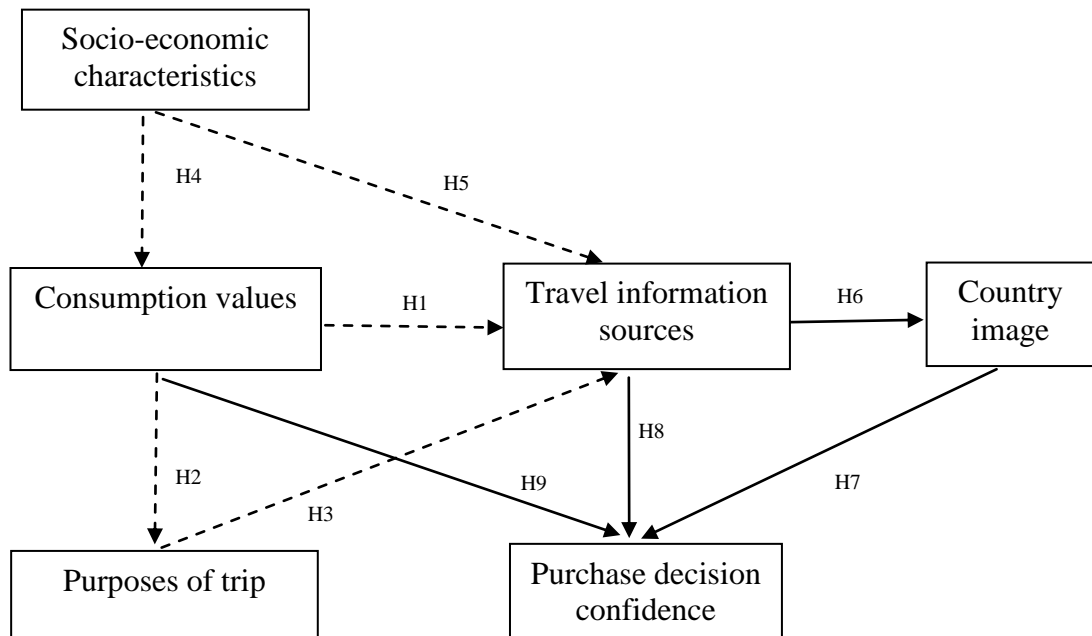 Socio-economic
characteristics
H4
H5
Consumption values
H1
Travel information
sources
H6
Country
image
H2
H3
H9
H8
H7
Purposes of trip
Purchase decision
confidence